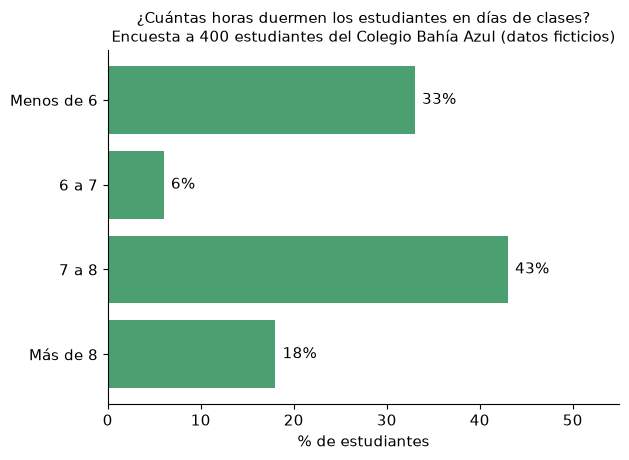 ¿Cuántas horas duermen los estudiantes en días de clases?
Encuesta a 400 estudiantes del Colegio Bahía Azul (datos ficticios)
Menos de 6
33%
6 a 7
6%
7 a 8
43%
Más de 8
18%
0
10
20
30
40
50
% de estudiantes